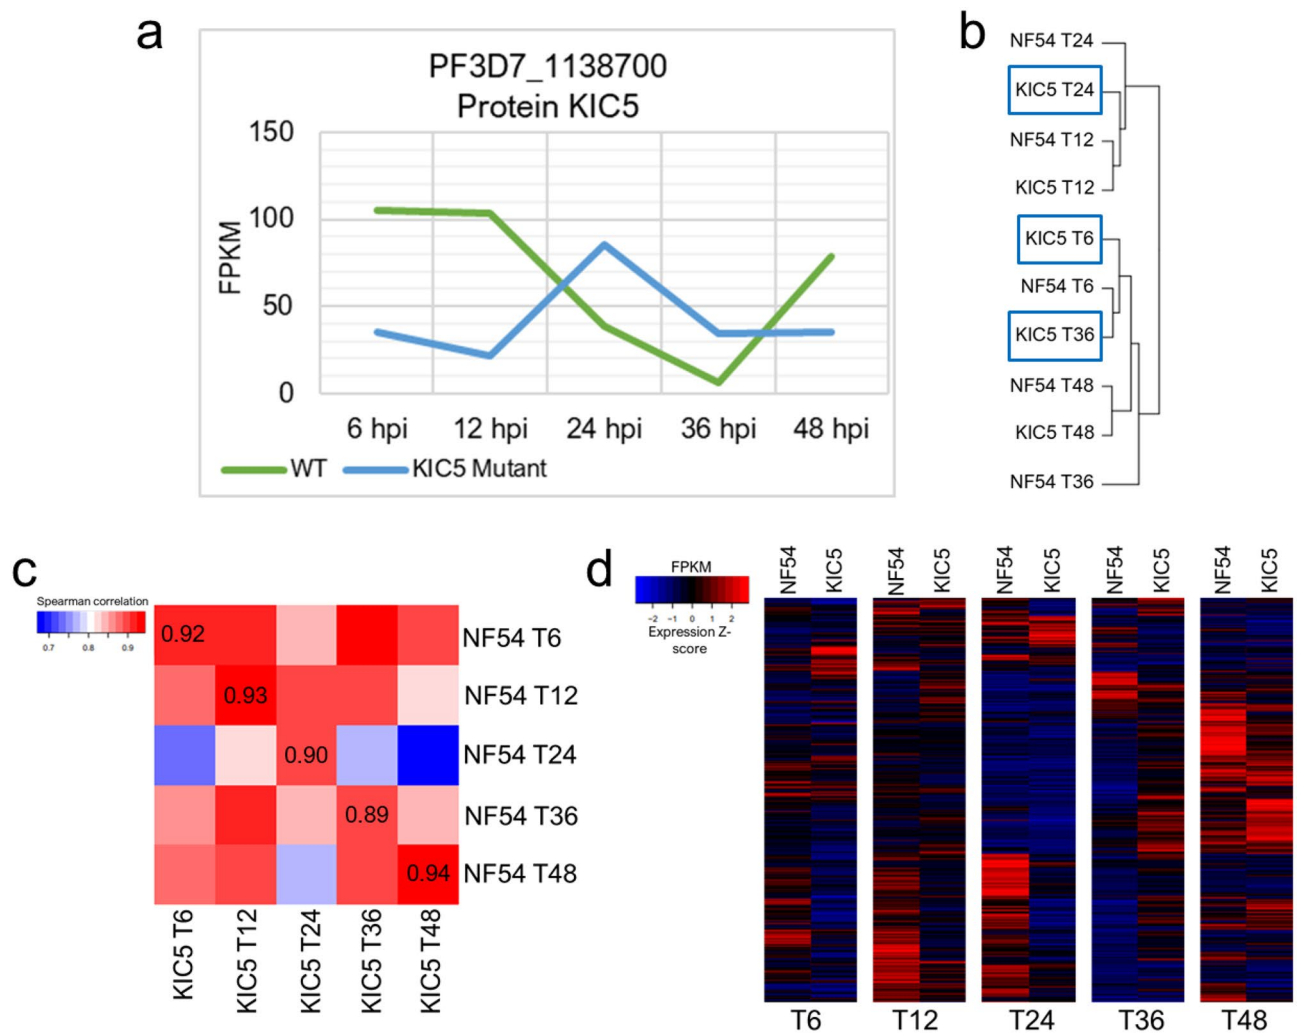 a
PF3D7_1138700
Protein KIC5
FPKM
150
100
50
0
6 hpi 12 hpi 24 hpi 36 hpi 48 hpi
WT KIC5 Mutant
b
NF54 T24
KIC5 T24
NF54 T12
KIC5 T12
KIC5 T6
NF54 T6
KIC5 T36
NF54 T48
KIC5 T48
NF54 T36
c
Spearman correlation
0.7 0.8 0.9
0.92
0.93
0.90
0.89
0.94
NF54 T6
NF54 T12
NF54 T24
NF54 T36
NF54 T48
KIC5 T6 KIC5 T12 KIC5 T24 KIC5 T36 KIC5 T48
d
FPKM
-2 -1 0 1 2
Expression Z-
score
NF54 KIC5 NF54 KIC5 NF54 KIC5 NF54 KIC5 NF54 KIC5
T6 T12 T24 T36 T48